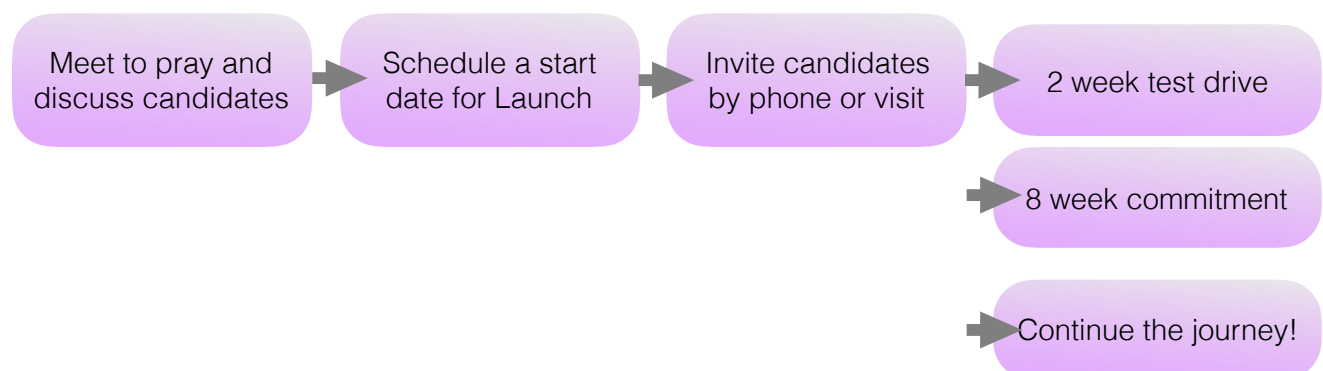 Meet to pray and
discuss candidates
Schedule a start
date for Launch
Invite candidates
by phone or visit
2 week test drive
8 week commitment
Continue the journey!